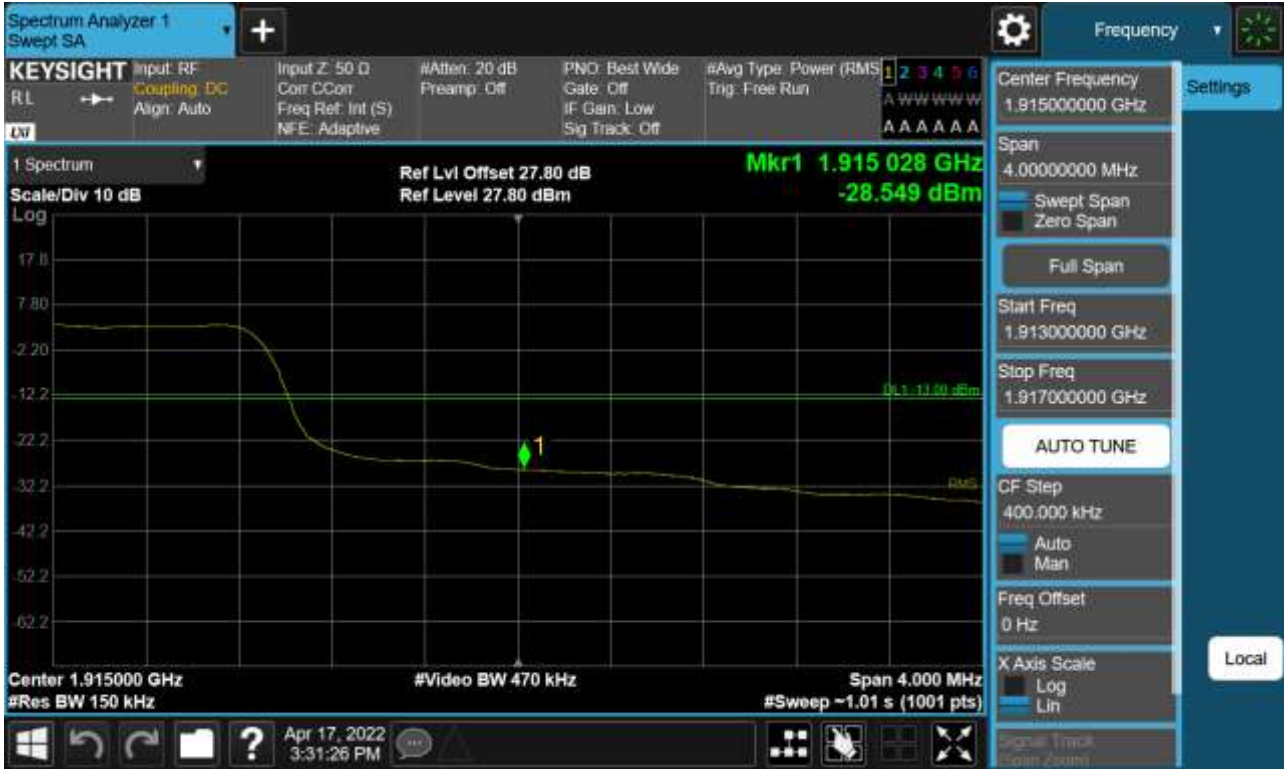 Spectrum Analyzer 1
Swept SA
+
Frequency
KEYSIGHT
RL
LXI
Input: RF
Coupling: DC
Align: Auto
Input Z: 50 Ω
Corr CCorr
Freq Ref: Int (S)
NFE: Adaptive
#Atten: 20 dB
Preamp: Off
PNO: Best Wide
Gate: Off
IF Gain: Low
Sig Track: Off
#Avg Type: Power (RMS
Trig: Free Run
1 2 3 4 5 6
A W W W W W
A A A A A A
1 Spectrum
Scale/Div 10 dB
Log
Ref Lvl Offset 27.80 dB
Ref Level 27.80 dBm
Mkr1 1.915 028 GHz
-28.549 dBm
17.8
7.80
-2.20
-12.2
-22.2
-32.2
-42.2
-52.2
-62.2
DL1 -13.00 dBm
1
RMS
Center 1.915000 GHz
#Res BW 150 kHz
#Video BW 470 kHz
Span 4.000 MHz
#Sweep ~1.01 s (1001 pts)
Center Frequency
1.915000000 GHz
Span
4.00000000 MHz
Swept Span
Zero Span
Full Span
Start Freq
1.913000000 GHz
Stop Freq
1.917000000 GHz
AUTO TUNE
CF Step
400.000 kHz
Auto
Man
Freq Offset
0 Hz
X Axis Scale
Log
Lin
Signal Track
(Span Zoom)
Settings
Local
?
Apr 17, 2022
3:31:26 PM